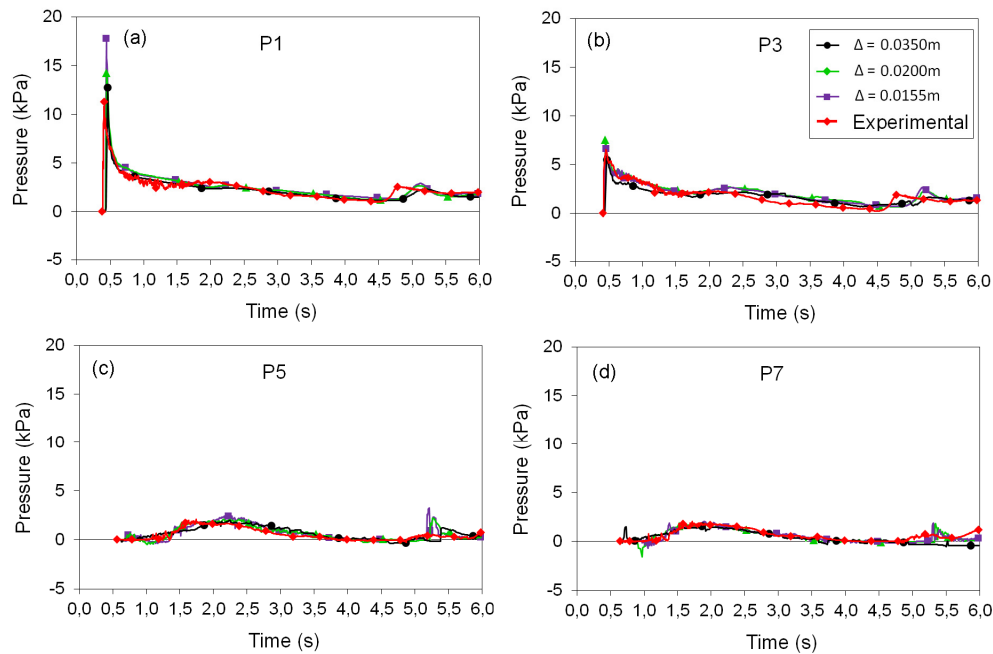 (a)
P1
Pressure (kPa)
20
15
10
5
0
-5
0,0 0,5 1,0 1,5 2,0 2,5 3,0 3,5 4,0 4,5 5,0 5,5 6,0
Time (s)
(b)
P3
Δ = 0.0350m
Δ = 0.0200m
Δ = 0.0155m
Experimental
Pressure (kPa)
20
15
10
5
0
-5
0,0 0,5 1,0 1,5 2,0 2,5 3,0 3,5 4,0 4,5 5,0 5,5 6,0
Time (s)
(c)
P5
Pressure (kPa)
20
15
10
5
0
-5
0,0 0,5 1,0 1,5 2,0 2,5 3,0 3,5 4,0 4,5 5,0 5,5 6,0
Time (s)
(d)
P7
Pressure (kPa)
20
15
10
5
0
-5
0,0 0,5 1,0 1,5 2,0 2,5 3,0 3,5 4,0 4,5 5,0 5,5 6,0
Time (s)